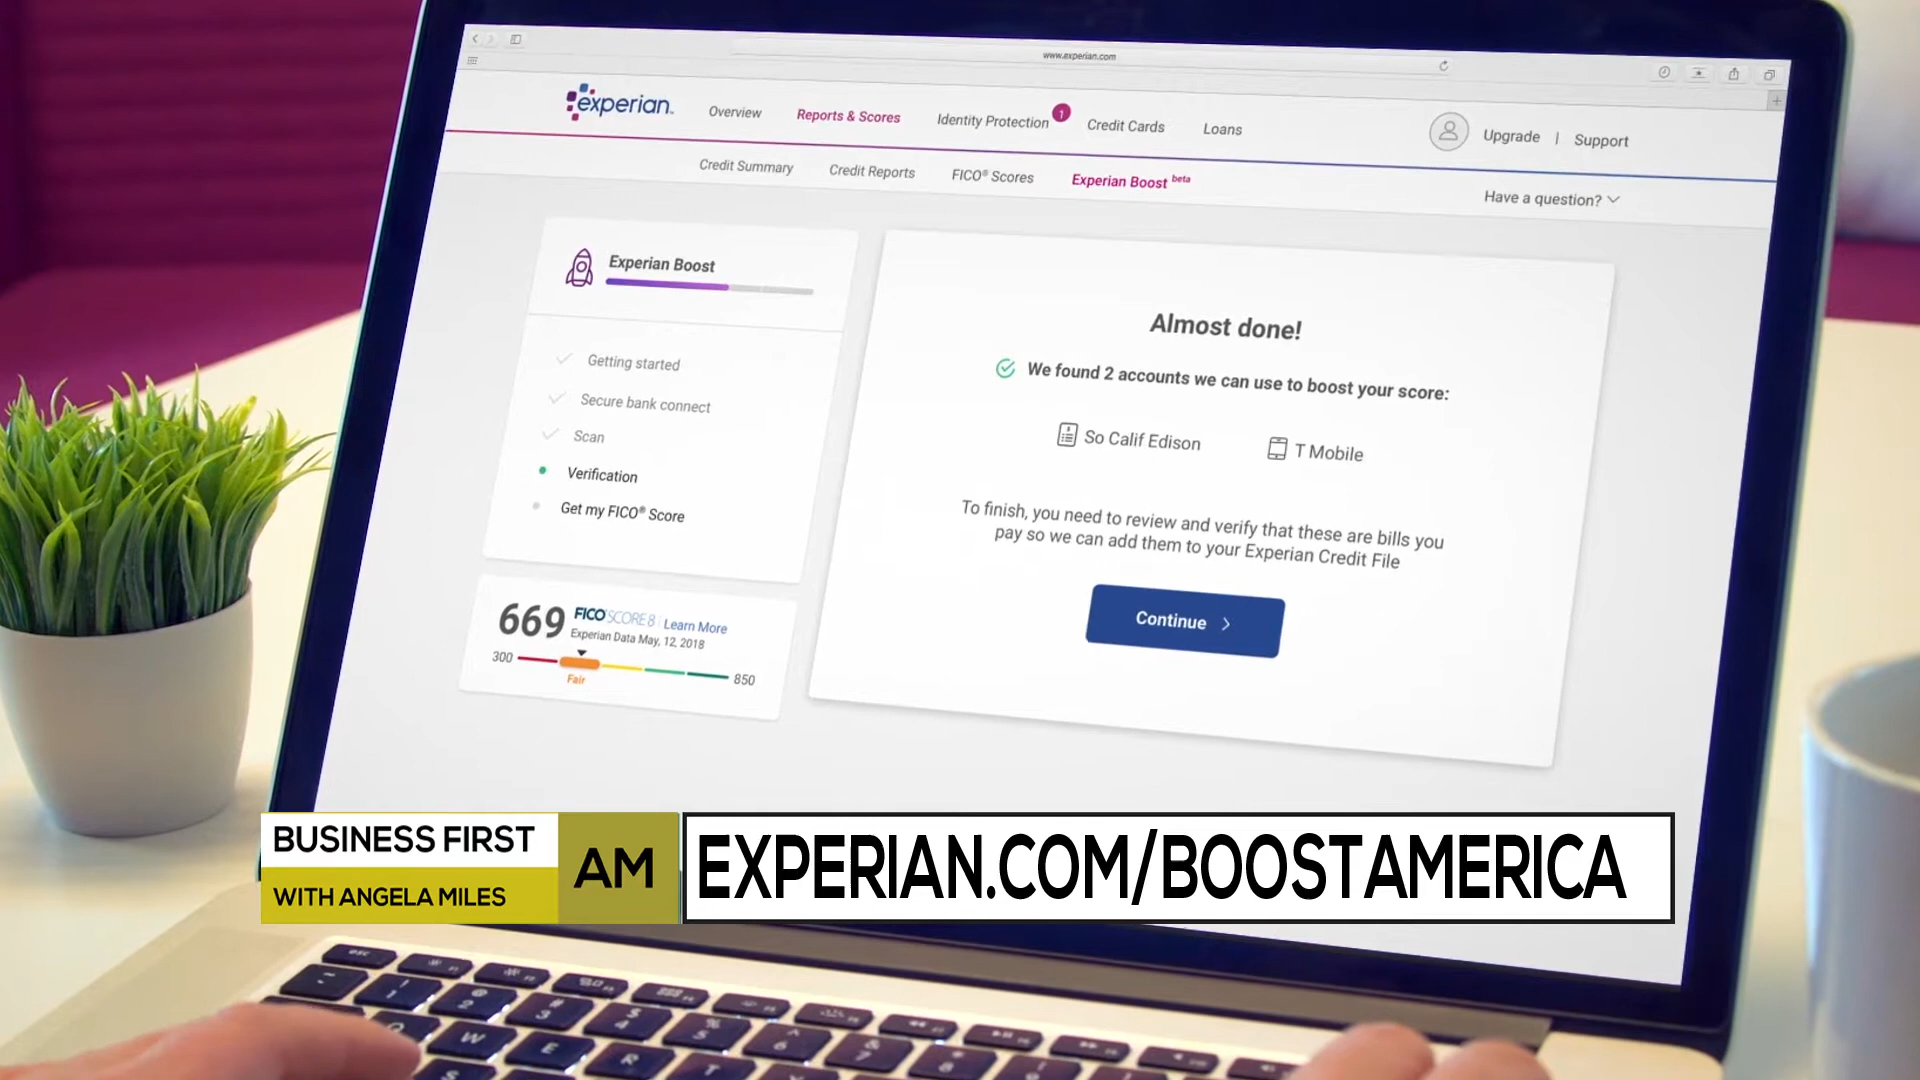 www.experian.com
experian™
Overview
Reports & Scores
Identity Protection
1
Credit Cards
Loans
Upgrade | Support
Credit Summary
Credit Reports
FICO® Scores
Experian Boost beta
Have a question?
Experian Boost
Getting started
Secure bank connect
Scan
Verification
Get my FICO® Score
669
FICO® SCORE 8 | Learn More
Experian Data May, 12, 2018
300
850
Fair
Almost done!
We found 2 accounts we can use to boost your score:
So Calif Edison
T Mobile
To finish, you need to review and verify that these are bills you
pay so we can add them to your Experian Credit File
Continue
BUSINESS FIRST
WITH ANGELA MILES
AM
EXPERIAN.COM/BOOSTAMERICA
esc
W
E
R
T